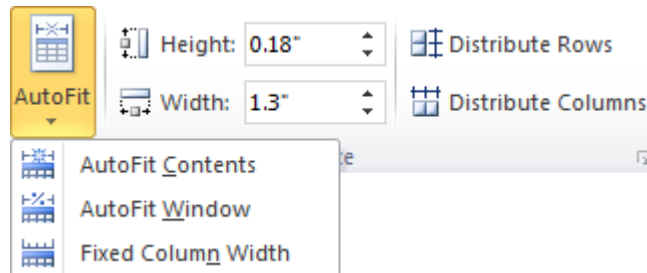 Height: 0.18"
Distribute Rows
AutoFit
Width: 1.3"
Distribute Columns
AutoFit Contents
AutoFit Window
Fixed Column Width